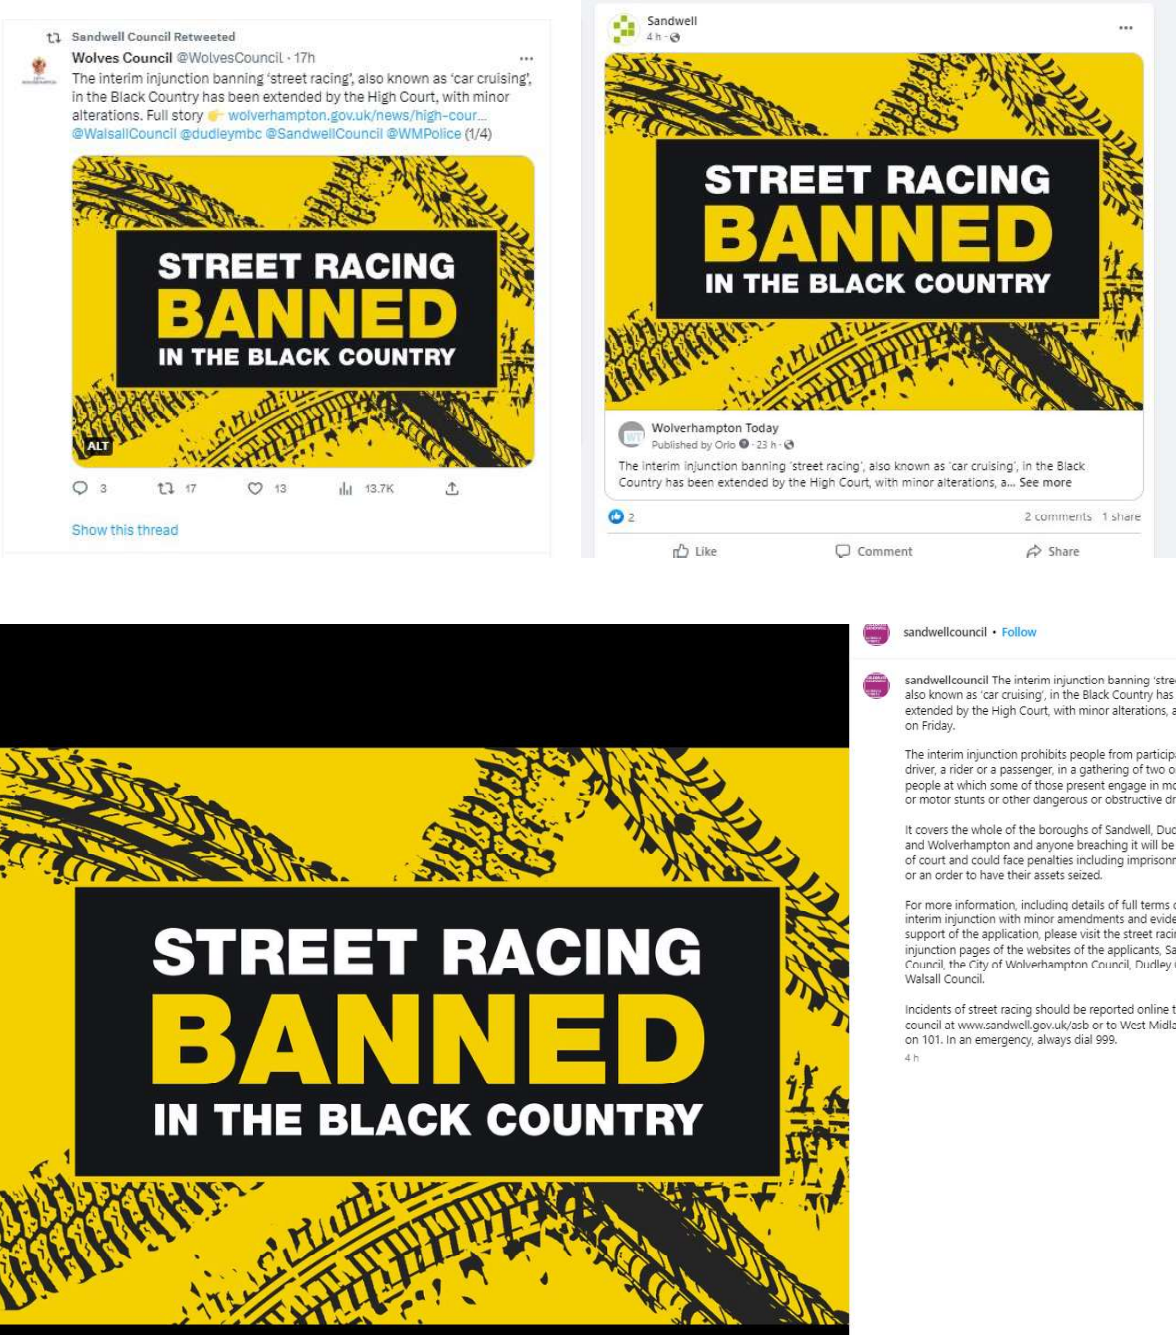 Sandwell Council Retweeted
Wolves Council @WolvesCouncil · 17h
The interim injunction banning ‘street racing’, also known as ‘car cruising’,
in the Black Country has been extended by the High Court, with minor
alterations. Full story 👉 wolverhampton.gov.uk/news/high-cour...
@WalsallCouncil @dudleymbc @SandwellCouncil @WMPolice (1/4)
STREET RACING
BANNED
IN THE BLACK COUNTRY
ALT
3 17 13 13.7K
Show this thread
Sandwell
4 h ·
STREET RACING
BANNED
IN THE BLACK COUNTRY
Wolverhampton Today
Published by Orlo · 23 h ·
The interim injunction banning ‘street racing’, also known as ‘car cruising’, in the Black
Country has been extended by the High Court, with minor alterations, a... See more
2
2 comments 1 share
Like Comment Share
STREET RACING
BANNED
IN THE BLACK COUNTRY
sandwellcouncil • Follow
sandwellcouncil The interim injunction banning ‘stree
also known as ‘car cruising’, in the Black Country has
extended by the High Court, with minor alterations, a
on Friday.
The interim injunction prohibits people from participa
driver, a rider or a passenger, in a gathering of two o
people at which some of those present engage in mo
or motor stunts or other dangerous or obstructive dr
It covers the whole of the boroughs of Sandwell, Dud
and Wolverhampton and anyone breaching it will be
of court and could face penalties including imprisonm
or an order to have their assets seized.
For more information, including details of full terms o
interim injunction with minor amendments and evide
support of the application, please visit the street racin
injunction pages of the websites of the applicants, Sa
Council, the City of Wolverhampton Council, Dudley
Walsall Council.
Incidents of street racing should be reported online t
council at www.sandwell.gov.uk/asb or to West Midla
on 101. In an emergency, always dial 999.
4 h